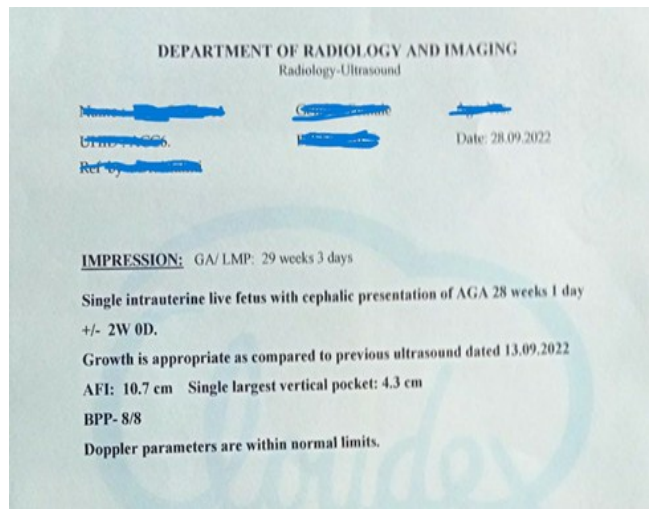 DEPARTMENT OF RADIOLOGY AND IMAGING
Radiology-Ultrasound
Date: 28.09.2022
Ref by
IMPRESSION: GA/ LMP: 29 weeks 3 days
Single intrauterine live fetus with cephalic presentation of AGA 28 weeks 1 day
+/- 2W 0D.
Growth is appropriate as compared to previous ultrasound dated 13.09.2022
AFI: 10.7 cm Single largest vertical pocket: 4.3 cm
BPP- 8/8
Doppler parameters are within normal limits.